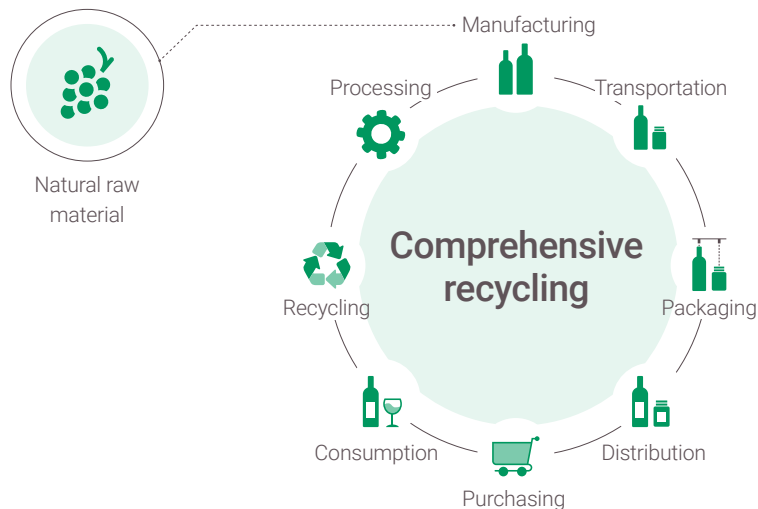 Manufacturing
Processing
Transportation
Natural raw
material
Comprehensive
recycling
Recycling
Packaging
Consumption
Distribution
Purchasing